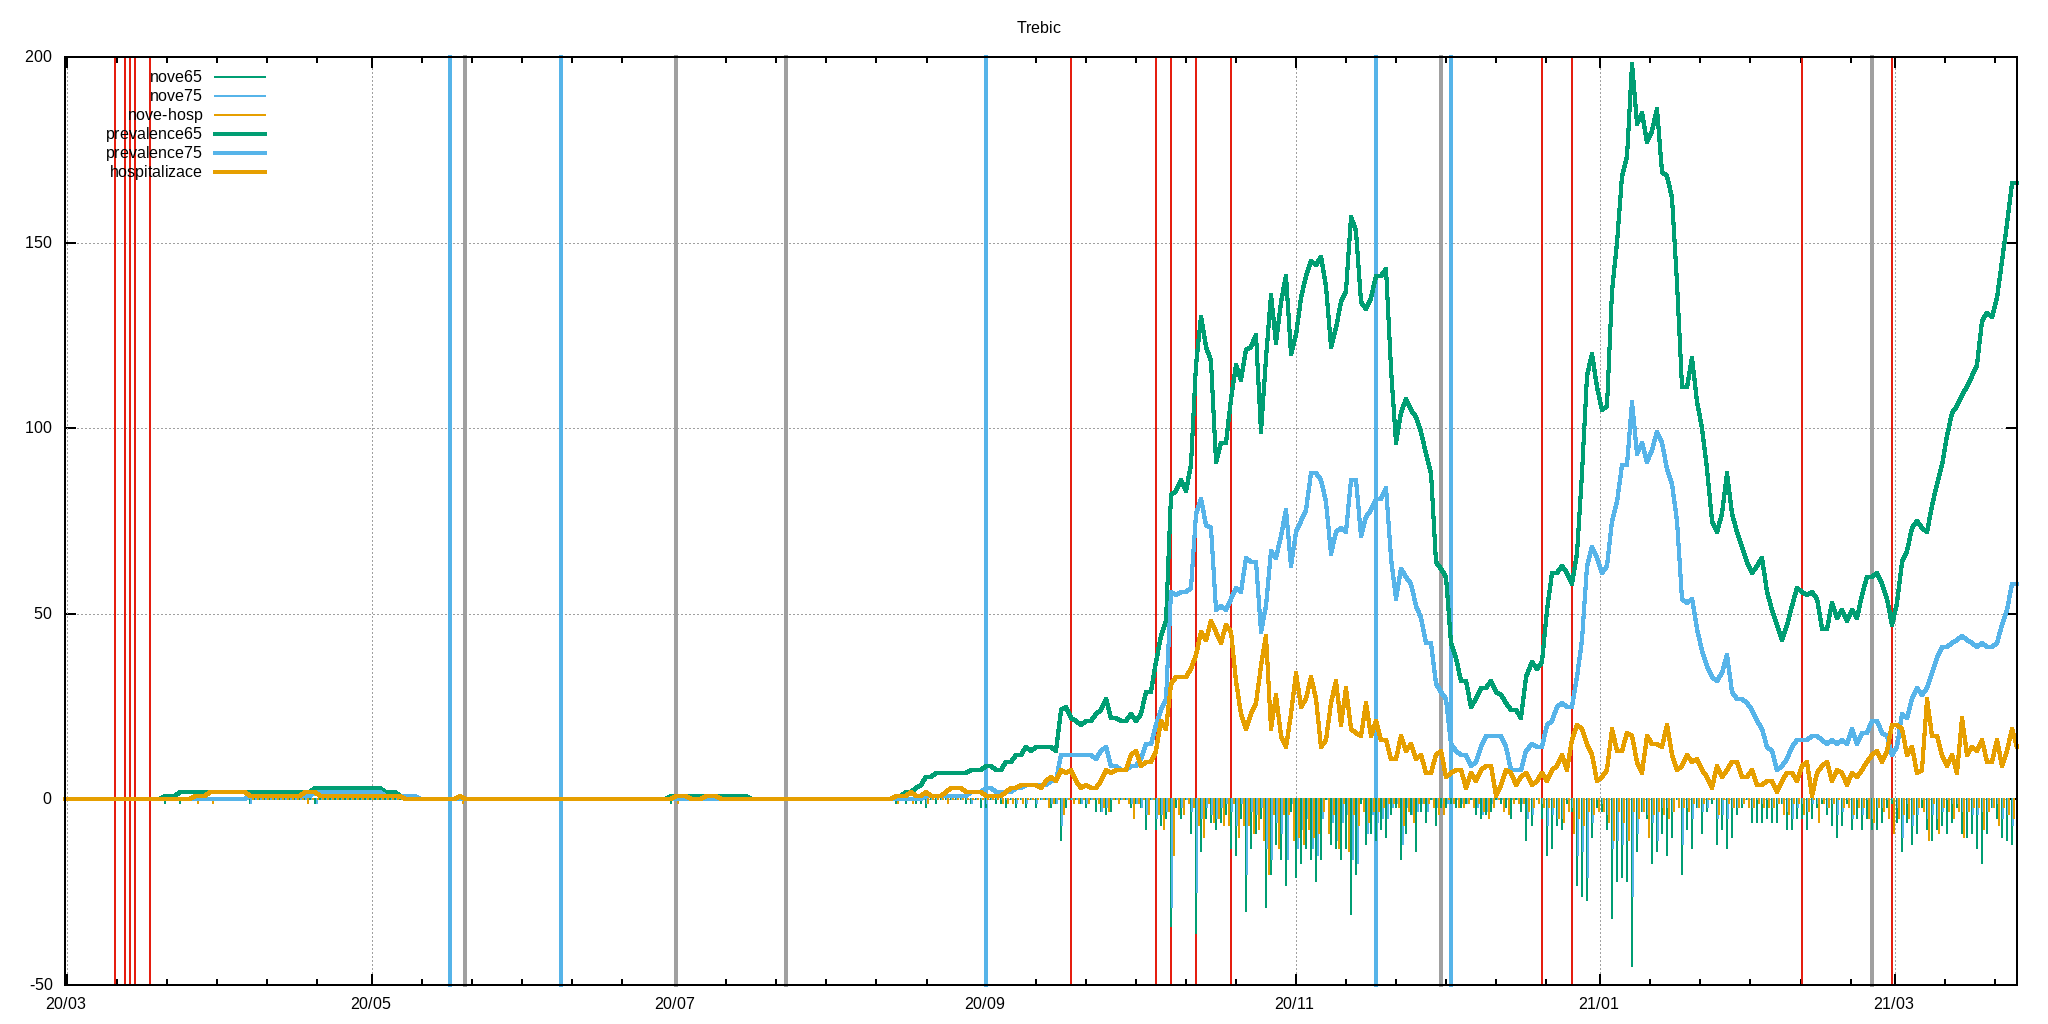 Trebic
200
150
100
50
0
-50
nove65
nove75
nove-hosp
prevalence65
prevalence75
hospitalizace
20/03 20/05 20/07 20/09 20/11 21/01 21/03